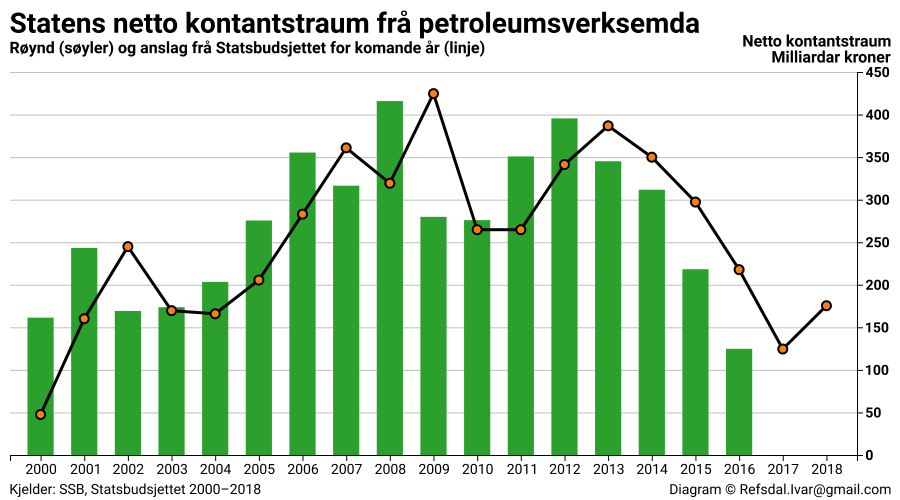 Statens netto kontantstraum frå petroleumsverksemda
Røynd (søyler) og anslag frå Statsbudsjettet for komande år (linje)
Netto kontantstraum
Milliardar kroner
450
400
350
300
250
200
150
100
50
0
2000 2001 2002 2003 2004 2005 2006 2007 2008 2009 2010 2011 2012 2013 2014 2015 2016 2017 2018
Kjelder: SSB, Statsbudsjettet 2000–2018
Diagram © Refsdal.Ivar@gmail.com